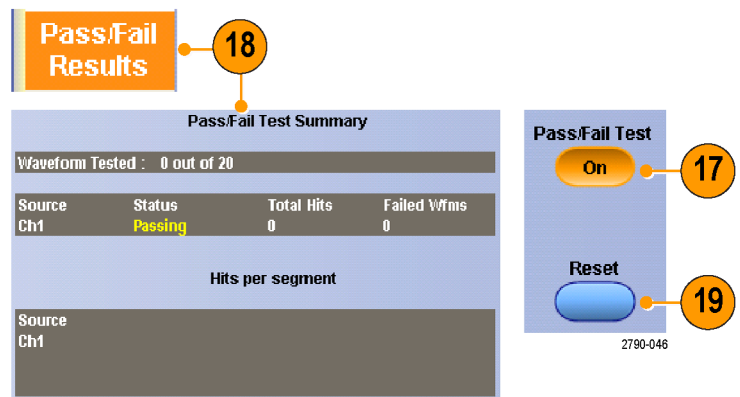 Pass/Fail
Results
18
Pass/Fail Test Summary
Waveform Tested : 0 out of 20
Source Status Total Hits Failed Wfms
Ch1 Passing 0 0
Hits per segment
Source
Ch1
Pass/Fail Test
On
17
Reset
19
2790-046